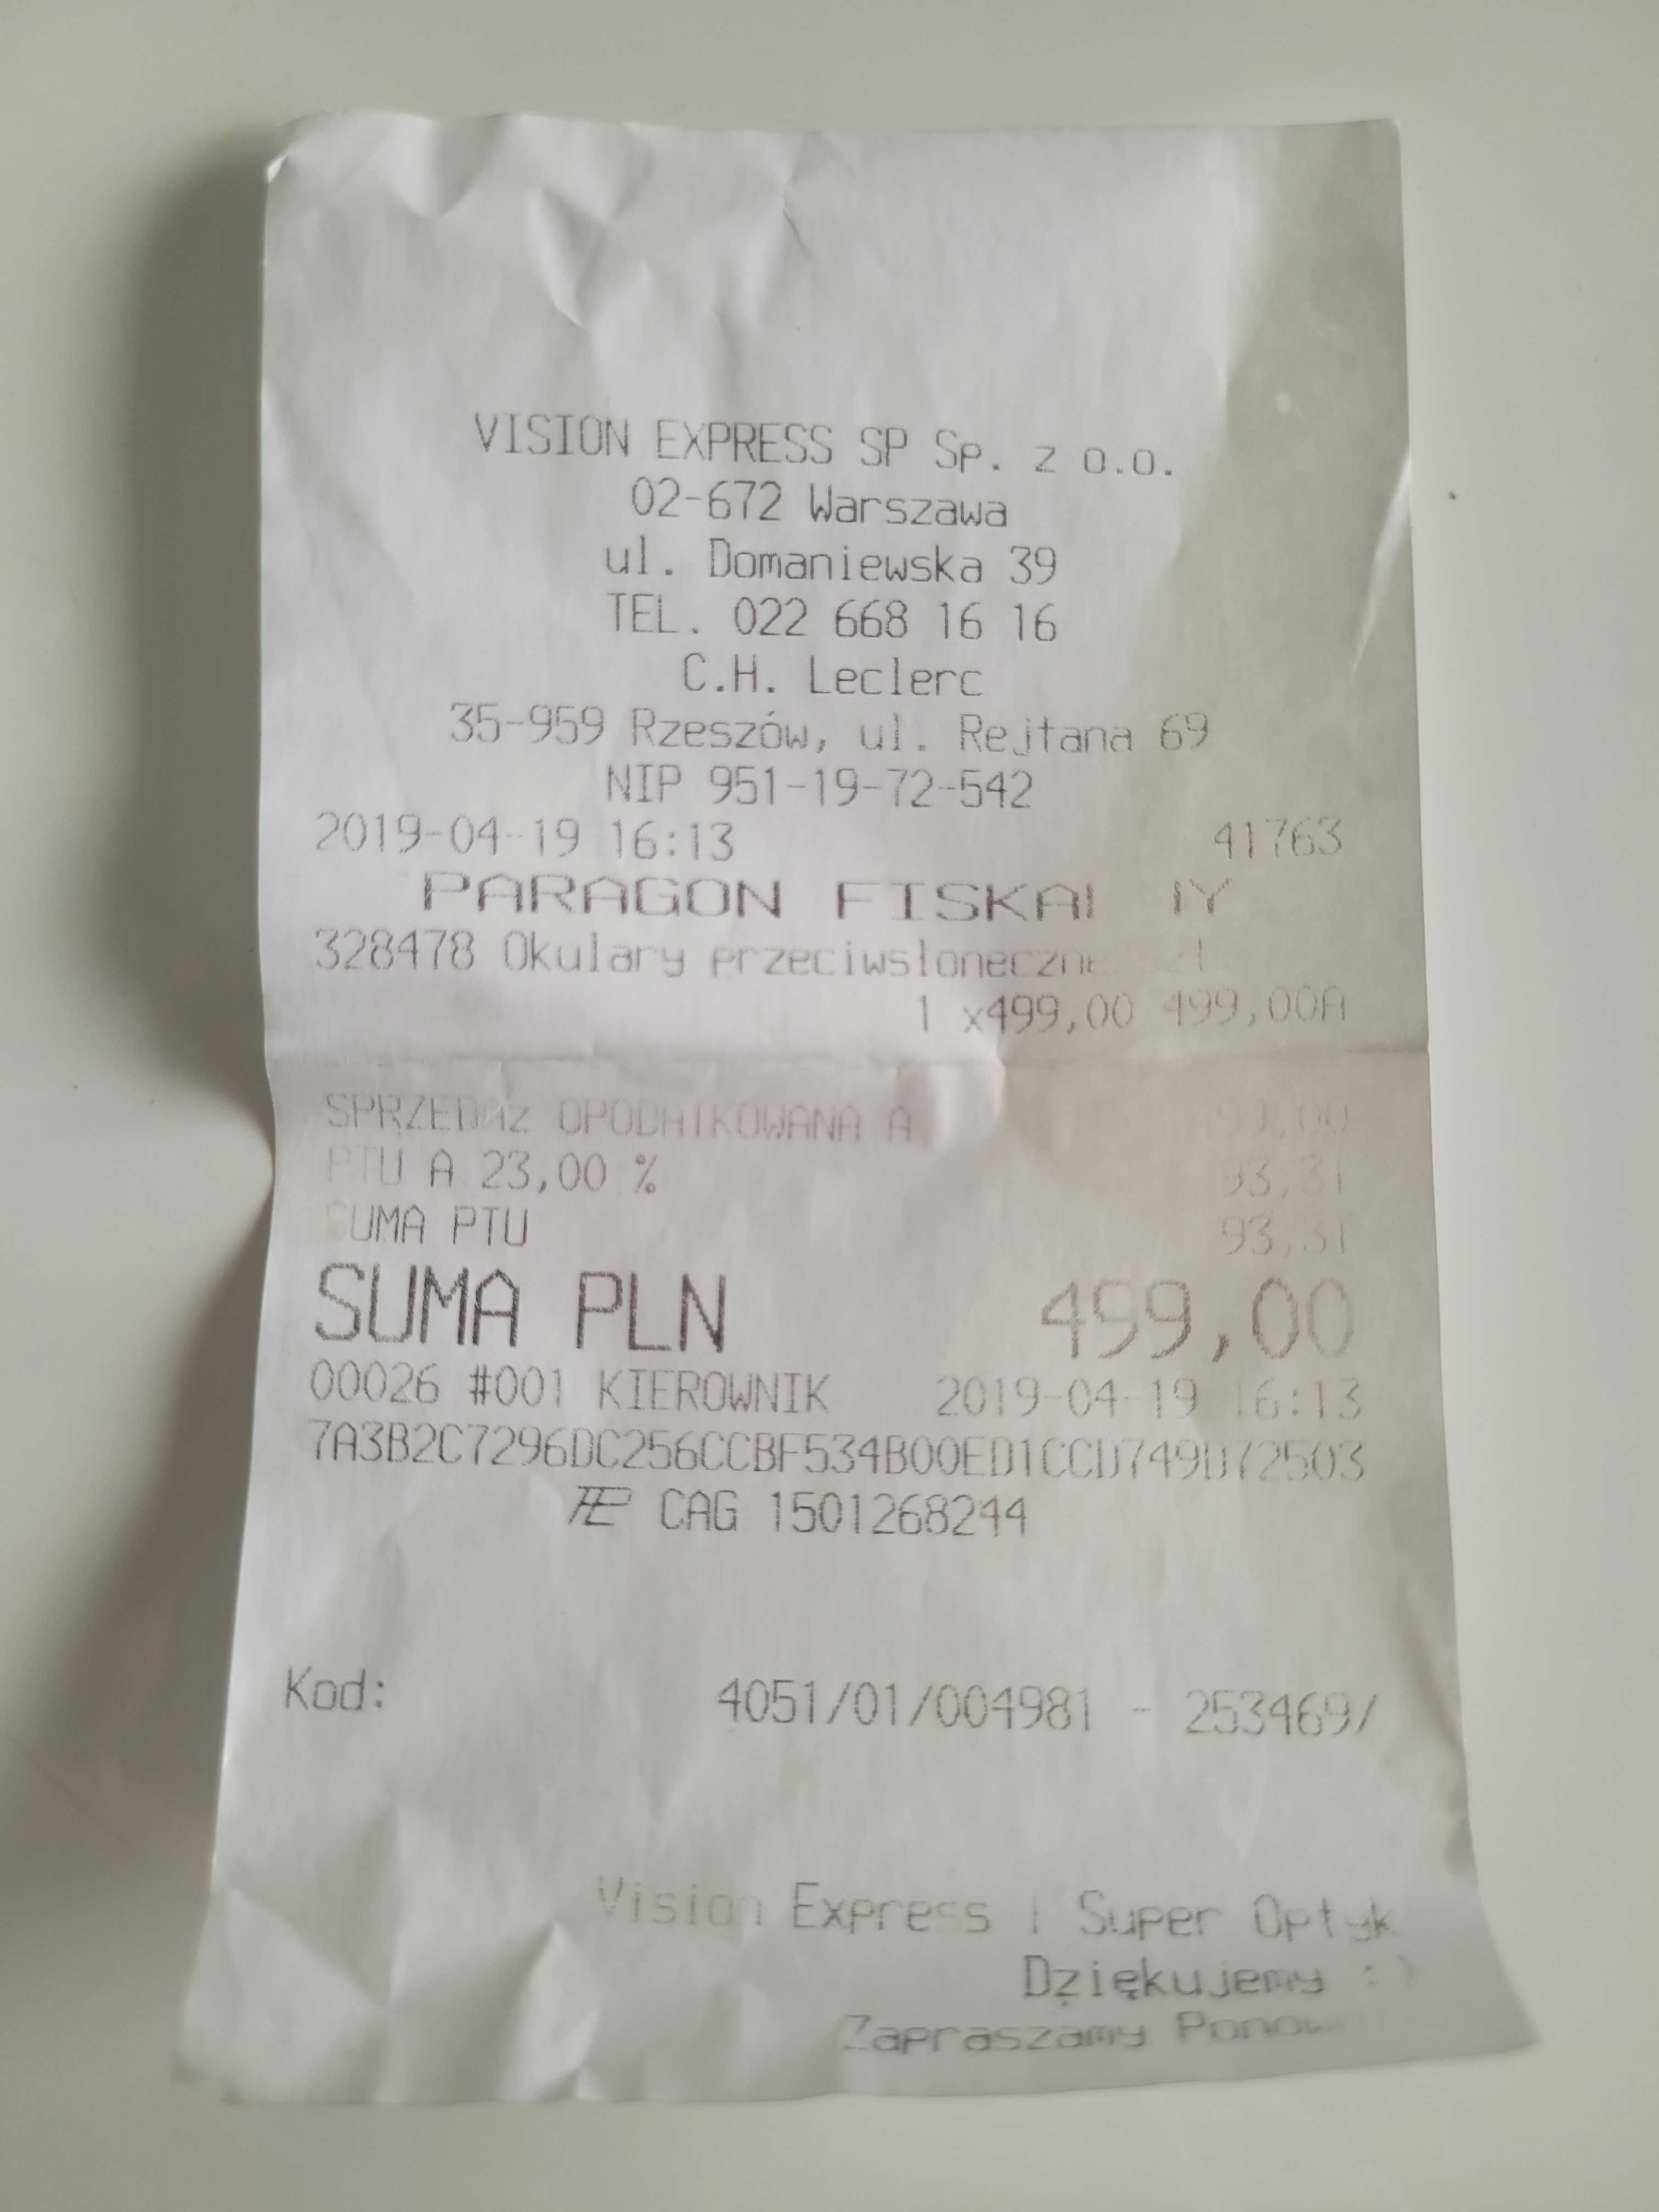 VISION EXPRESS SP Sp. z o.o.
02-672 Warszawa
ul. Domaniewska 39
TEL. 022 668 16 16
C.H. Leclerc
35-959 Rzeszów, ul. Rejtana 69
NIP 951-19-72-542
2019-04-19 16:13 41763
PARAGON FISKALNY
328478 Okulary przeciwsłoneczne
1 x499,00 499,00A
SPRZEDAż OPODATKOWANA A 499,00
PTU A 23,00 % 93,31
SUMA PTU 93,31
SUMA PLN 499,00
00026 #001 KIEROWNIK 2019-04-19 16:13
7A3B2C7296DC256CCBF534B00ED1CCD749D72503
CAG 1501268244
Kod: 4051/01/004981 - 253469/
Vision Express | Super Optyk
Dziękujemy :)
Zapraszamy